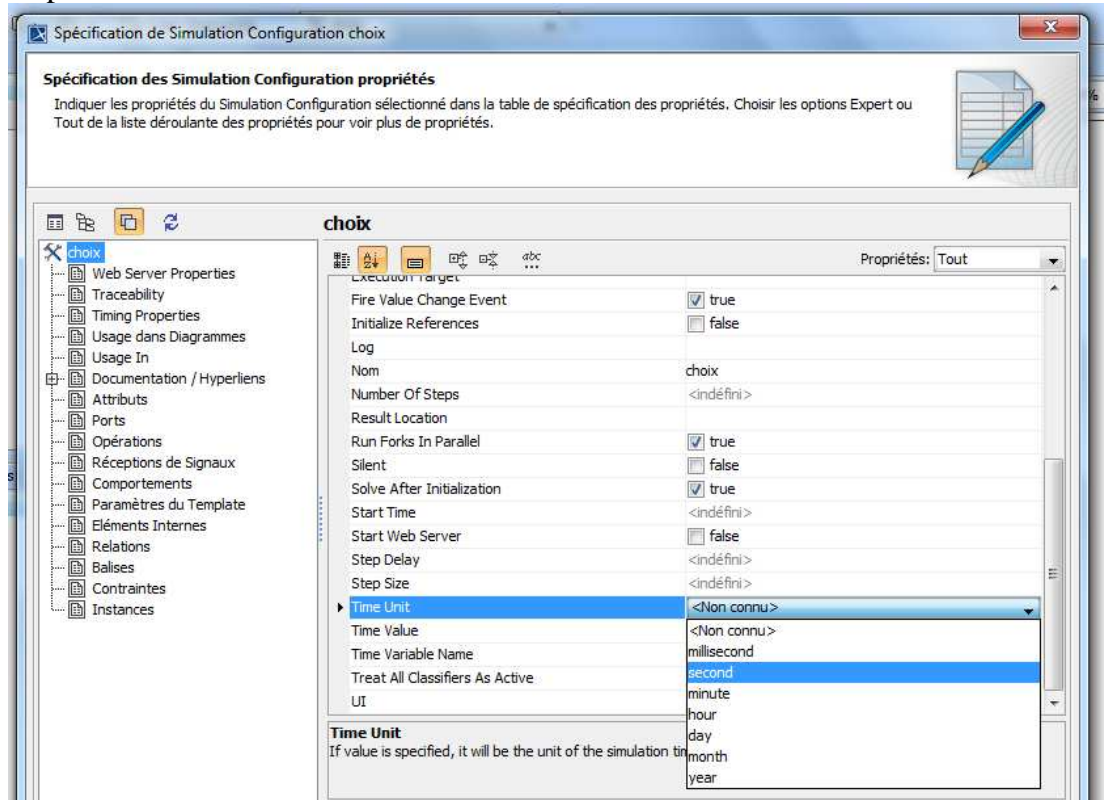 Spécification de Simulation Configuration choix
Spécification des Simulation Configuration propriétés
Indiquer les propriétés du Simulation Configuration sélectionné dans la table de spécification des propriétés. Choisir les options Expert ou
Tout de la liste déroulante des propriétés pour voir plus de propriétés.
choix
Propriétés: Tout
choix
Web Server Properties
Traceability
Timing Properties
Usage dans Diagrammes
Usage In
Documentation / Hyperliens
Attributs
Ports
Opérations
Réceptions de Signaux
Comportements
Paramètres du Template
Eléments Internes
Relations
Balises
Contraintes
Instances
Execution Target
Fire Value Change Event true
Initialize References false
Log
Nom choix
Number Of Steps <indéfini>
Result Location
Run Forks In Parallel true
Silent false
Solve After Initialization true
Start Time <indéfini>
Start Web Server false
Step Delay <indéfini>
Step Size <indéfini>
Time Unit <Non connu>
Time Value
Time Variable Name
Treat All Classifiers As Active
UI
<Non connu>
millisecond
second
minute
hour
day
month
year
Time Unit
If value is specified, it will be the unit of the simulation